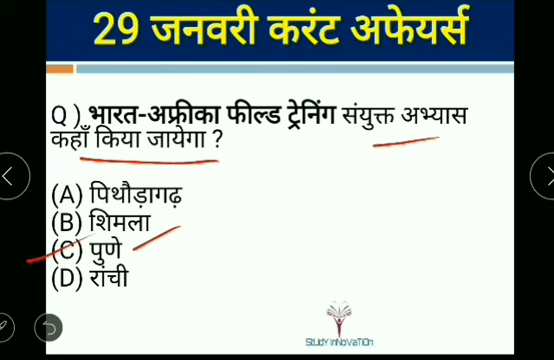 29 जनवरी करंट अफेयर्स
Q ) भारत-अफ्रीका फील्ड ट्रेनिंग संयुक्त अभ्यास
कहाँ किया जायेगा ?
(A) पिथौड़ागढ़
(B) शिमला
(C) पुणे
(D) रांची
StuDY inNoVaTiOn